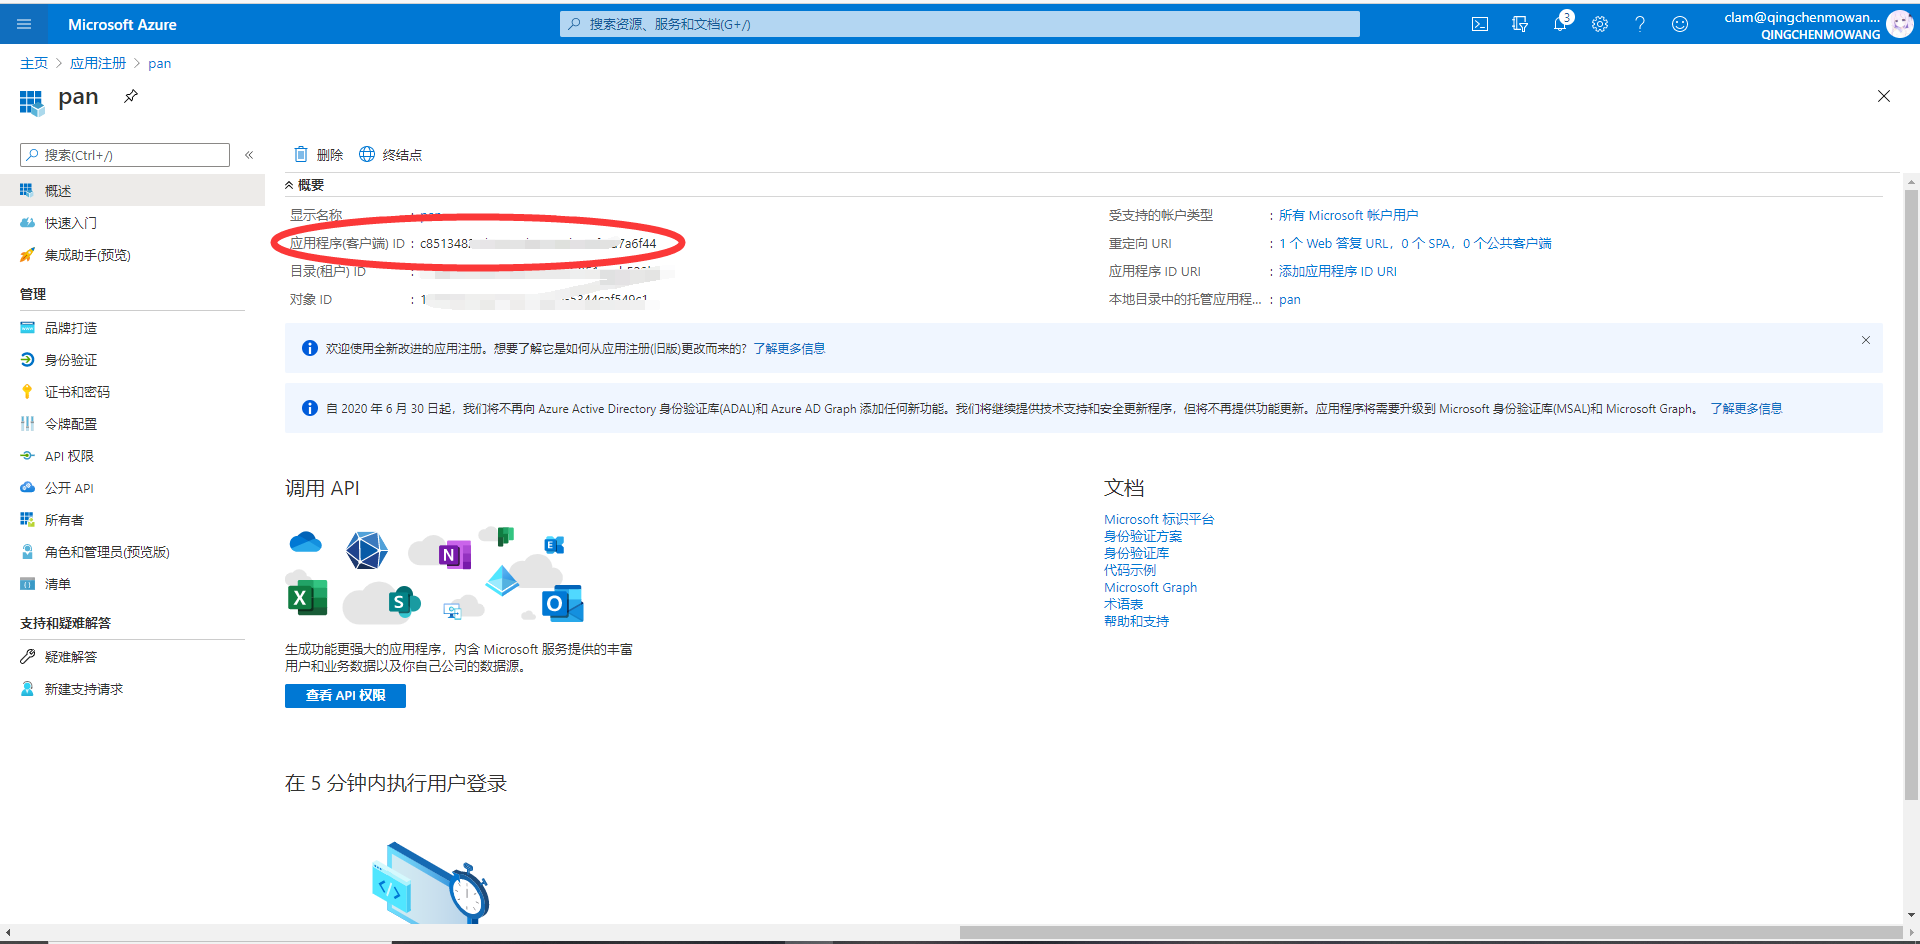 Microsoft Azure
搜索资源、服务和文档(G+/)
3
clam@qingchenmowan...
QINGCHENMOWANG
主页 > 应用注册 > pan
pan
搜索(Ctrl+/)
«
删除
终结点
概述
快速入门
集成助手(预览)
管理
品牌打造
身份验证
证书和密码
令牌配置
API 权限
公开 API
所有者
角色和管理员(预览版)
清单
支持和疑难解答
疑难解答
新建支持请求
概要
显示名称 :
应用程序(客户端) ID : c851348 7a6f44
目录(租户) ID :
对象 ID : 1 5344caf549c1
受支持的帐户类型 : 所有 Microsoft 帐户用户
重定向 URI : 1 个 Web 答复 URL，0 个 SPA，0 个公共客户端
应用程序 ID URI : 添加应用程序 ID URI
本地目录中的托管应用程... : pan
欢迎使用全新改进的应用注册。想要了解它是如何从应用注册(旧版)更改而来的? 了解更多信息
自 2020 年 6 月 30 日起，我们将不再向 Azure Active Directory 身份验证库(ADAL)和 Azure AD Graph 添加任何新功能。我们将继续提供技术支持和安全更新程序，但将不再提供功能更新。应用程序将需要升级到 Microsoft 身份验证库(MSAL)和 Microsoft Graph。 了解更多信息
调用 API
N
E
X
S
O
生成功能更强大的应用程序，内含 Microsoft 服务提供的丰富
用户和业务数据以及你自己公司的数据源。
查看 API 权限
文档
Microsoft 标识平台
身份验证方案
身份验证库
代码示例
Microsoft Graph
术语表
帮助和支持
在 5 分钟内执行用户登录